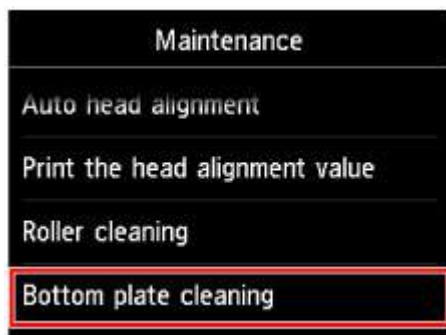 Maintenance
Auto head alignment
Print the head alignment value
Roller cleaning
Bottom plate cleaning